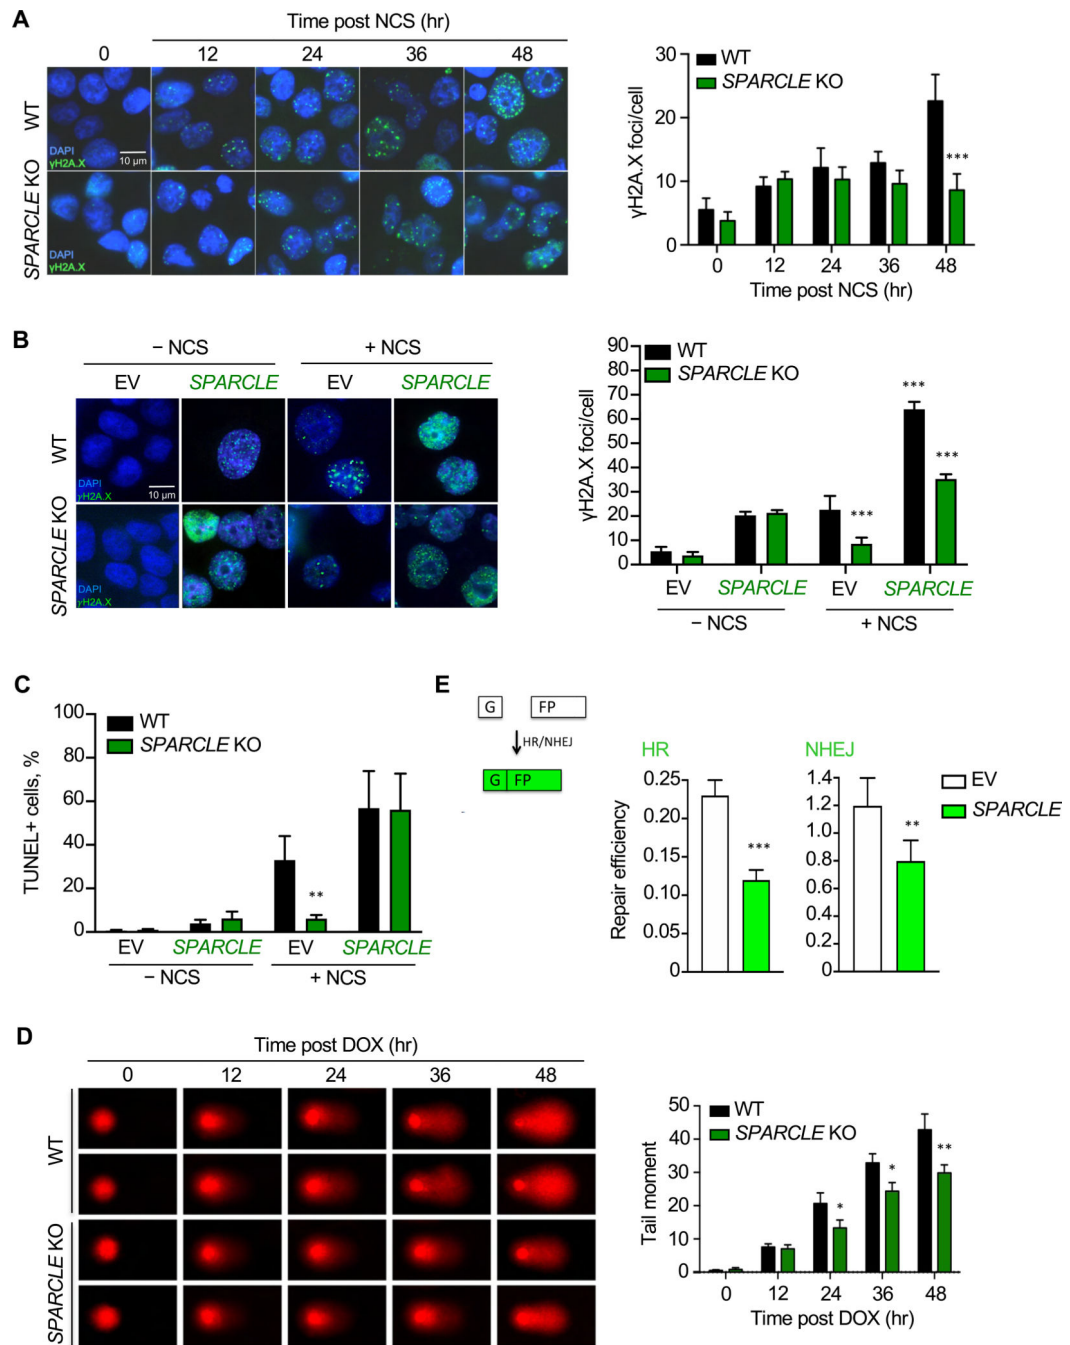 A
Time post NCS (hr)
0 12 24 36 48
WT
DAPI
γH2A.X
10 μm
SPARCLE KO
DAPI
γH2A.X
WT
SPARCLE KO
γH2A.X foci/cell
30
20
10
0
***
0 12 24 36 48
Time post NCS (hr)
B
– NCS + NCS
EV SPARCLE EV SPARCLE
WT
DAPI
γH2A.X
10 μm
SPARCLE KO
DAPI
γH2A.X
WT
SPARCLE KO
γH2A.X foci/cell
90
80
70
60
50
40
30
20
10
0
*** *** ***
EV SPARCLE EV SPARCLE
– NCS + NCS
C
WT
SPARCLE KO
TUNEL+ cells, %
100
80
60
40
20
0
**
EV SPARCLE EV SPARCLE
– NCS + NCS
E
G FP
HR/NHEJ
G FP
HR
Repair efficiency
0.25
0.20
0.15
0.10
0.05
0
***
NHEJ
1.4
1.2
1.0
0.8
0.6
0.4
0.2
0
**
EV
SPARCLE
D
Time post DOX (hr)
0 12 24 36 48
WT
SPARCLE KO
WT
SPARCLE KO
Tail moment
50
40
30
20
10
0
* * **
0 12 24 36 48
Time post DOX (hr)